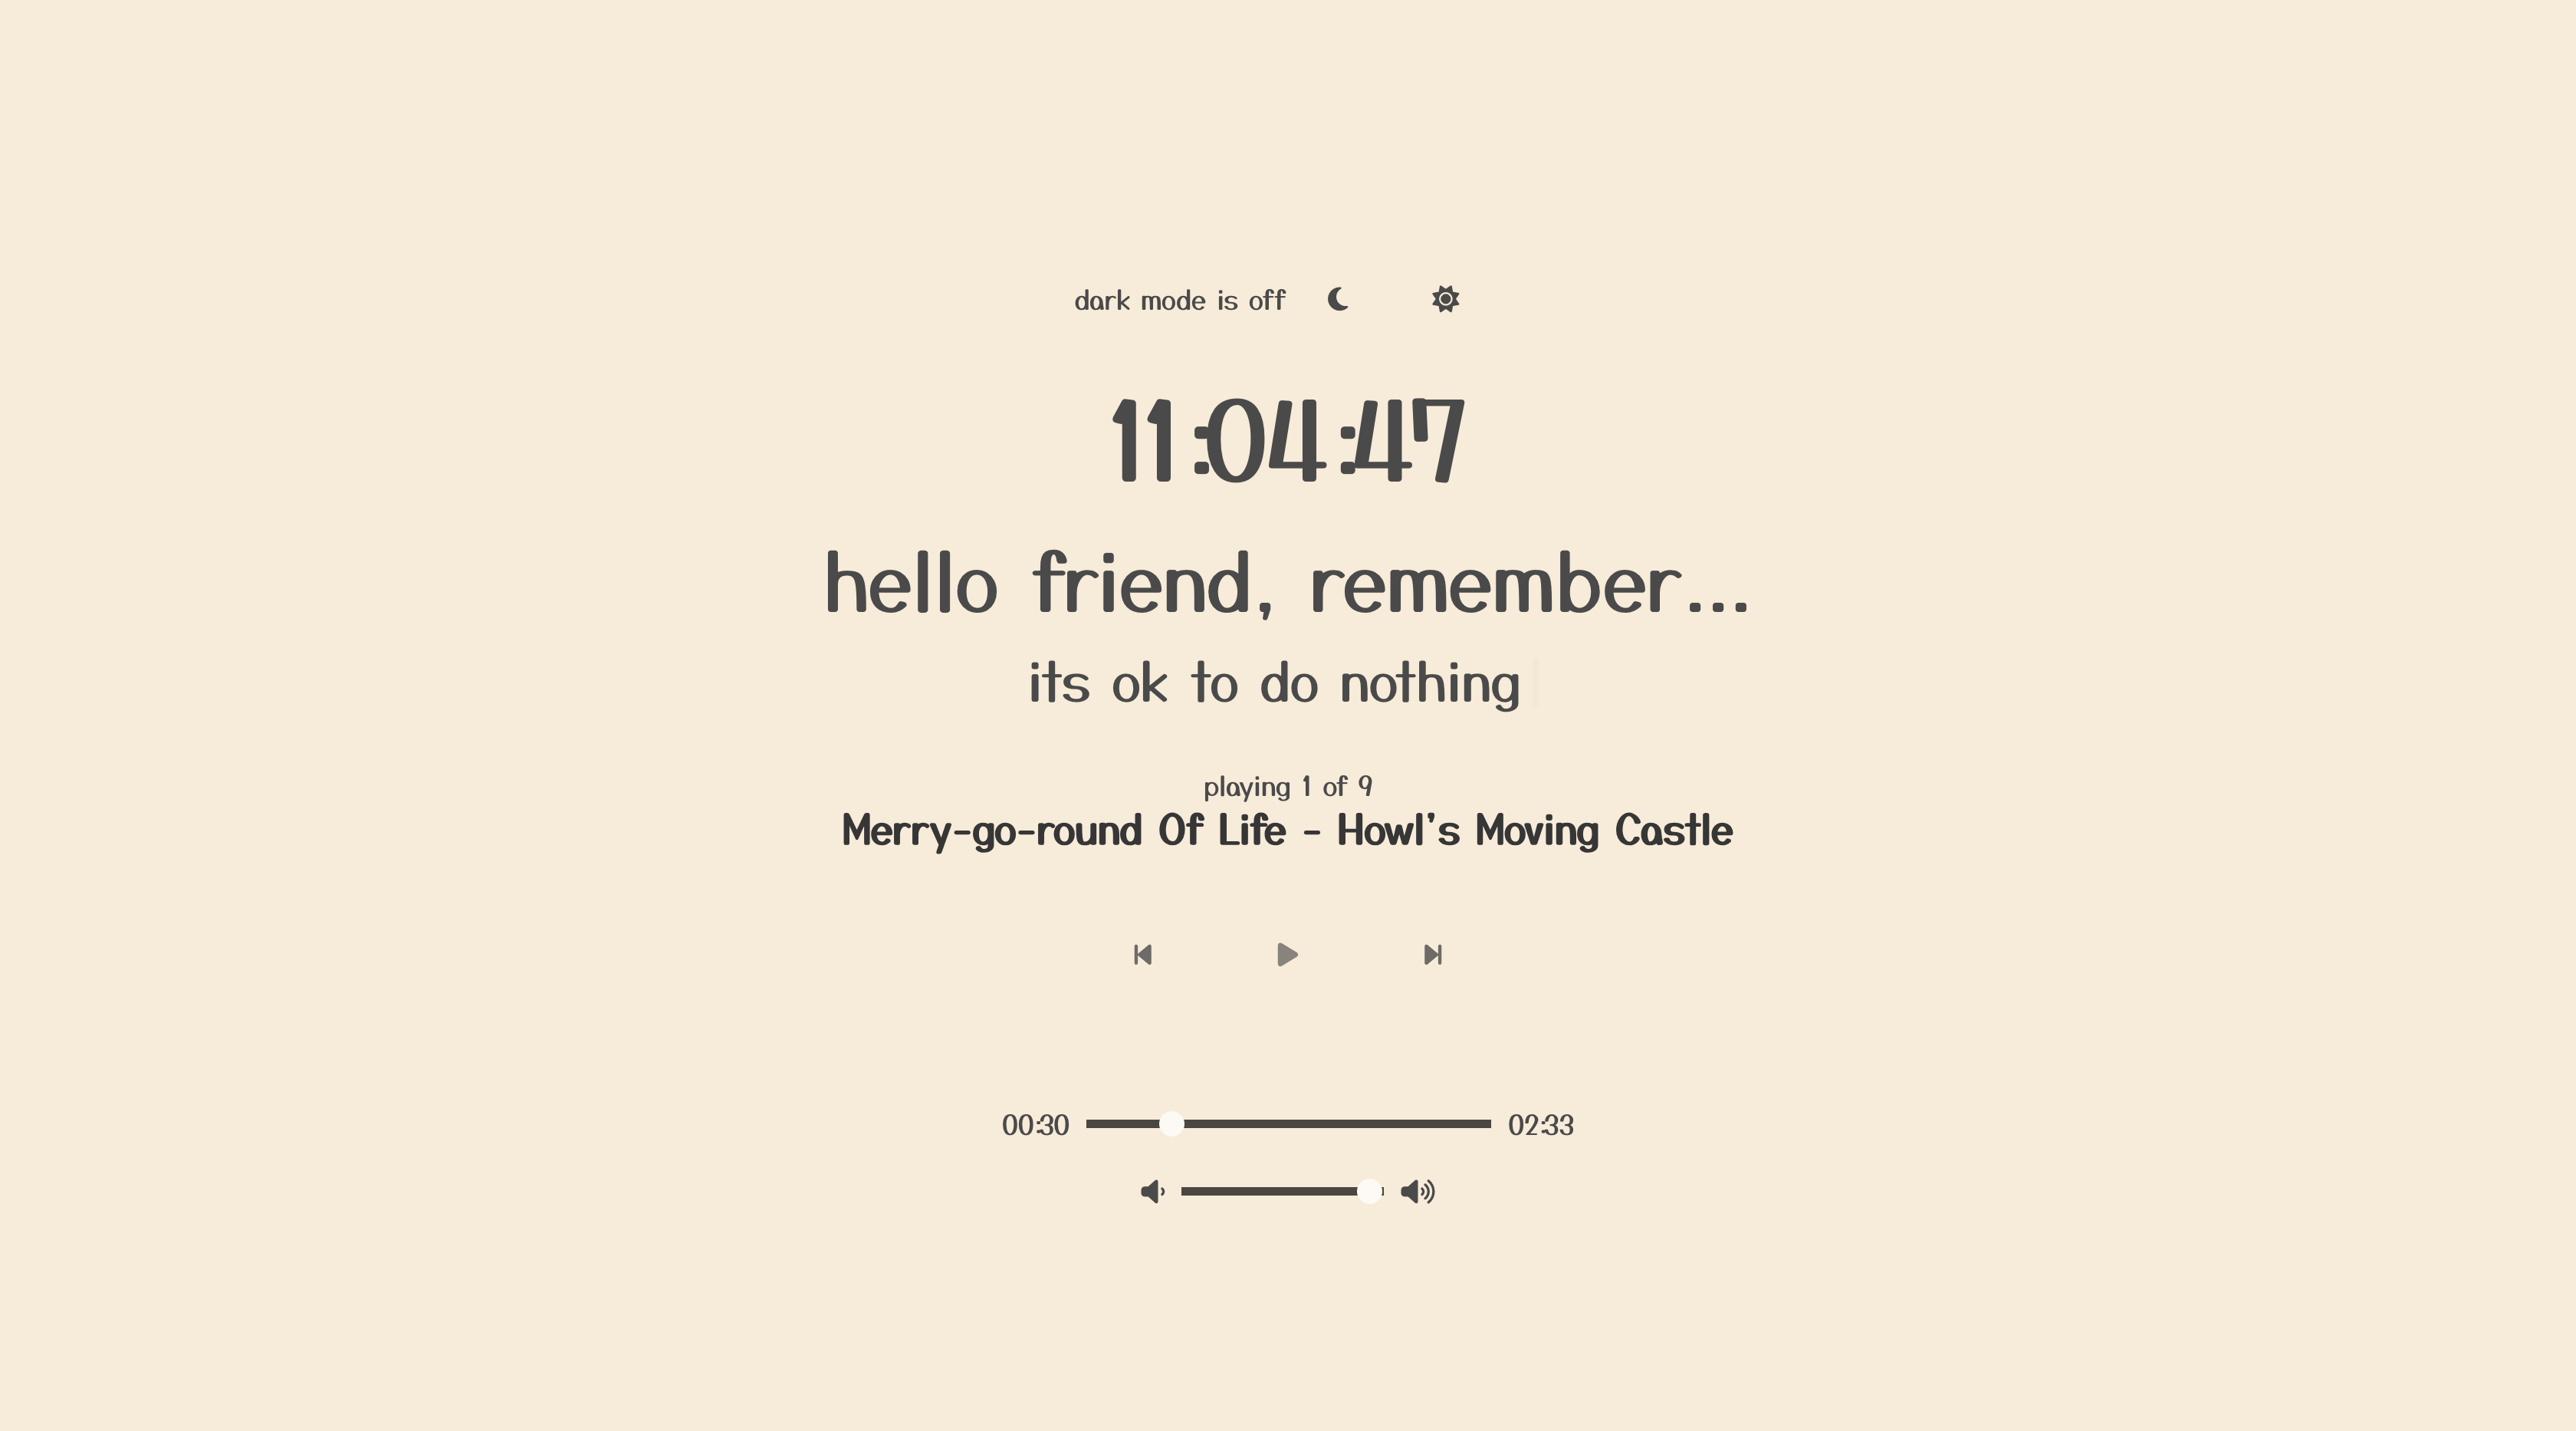 dark mode is off
11:04:47
hello friend, remember...
its ok to do nothing
playing 1 of 9
Merry-go-round Of Life - Howl's Moving Castle
00:30 02:33